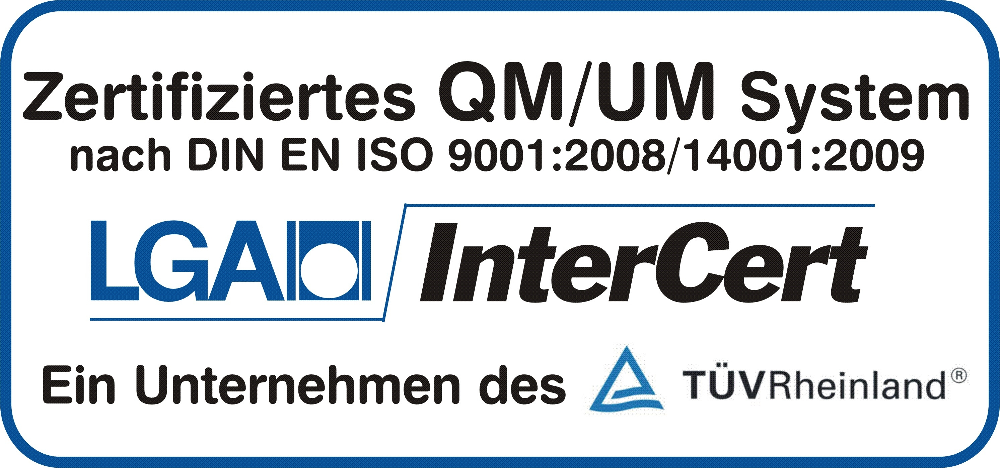 Zertifiziertes QM/UM System
nach DIN EN ISO 9001:2008/14001:2009
LGA InterCert
Ein Unternehmen des TÜVRheinland®